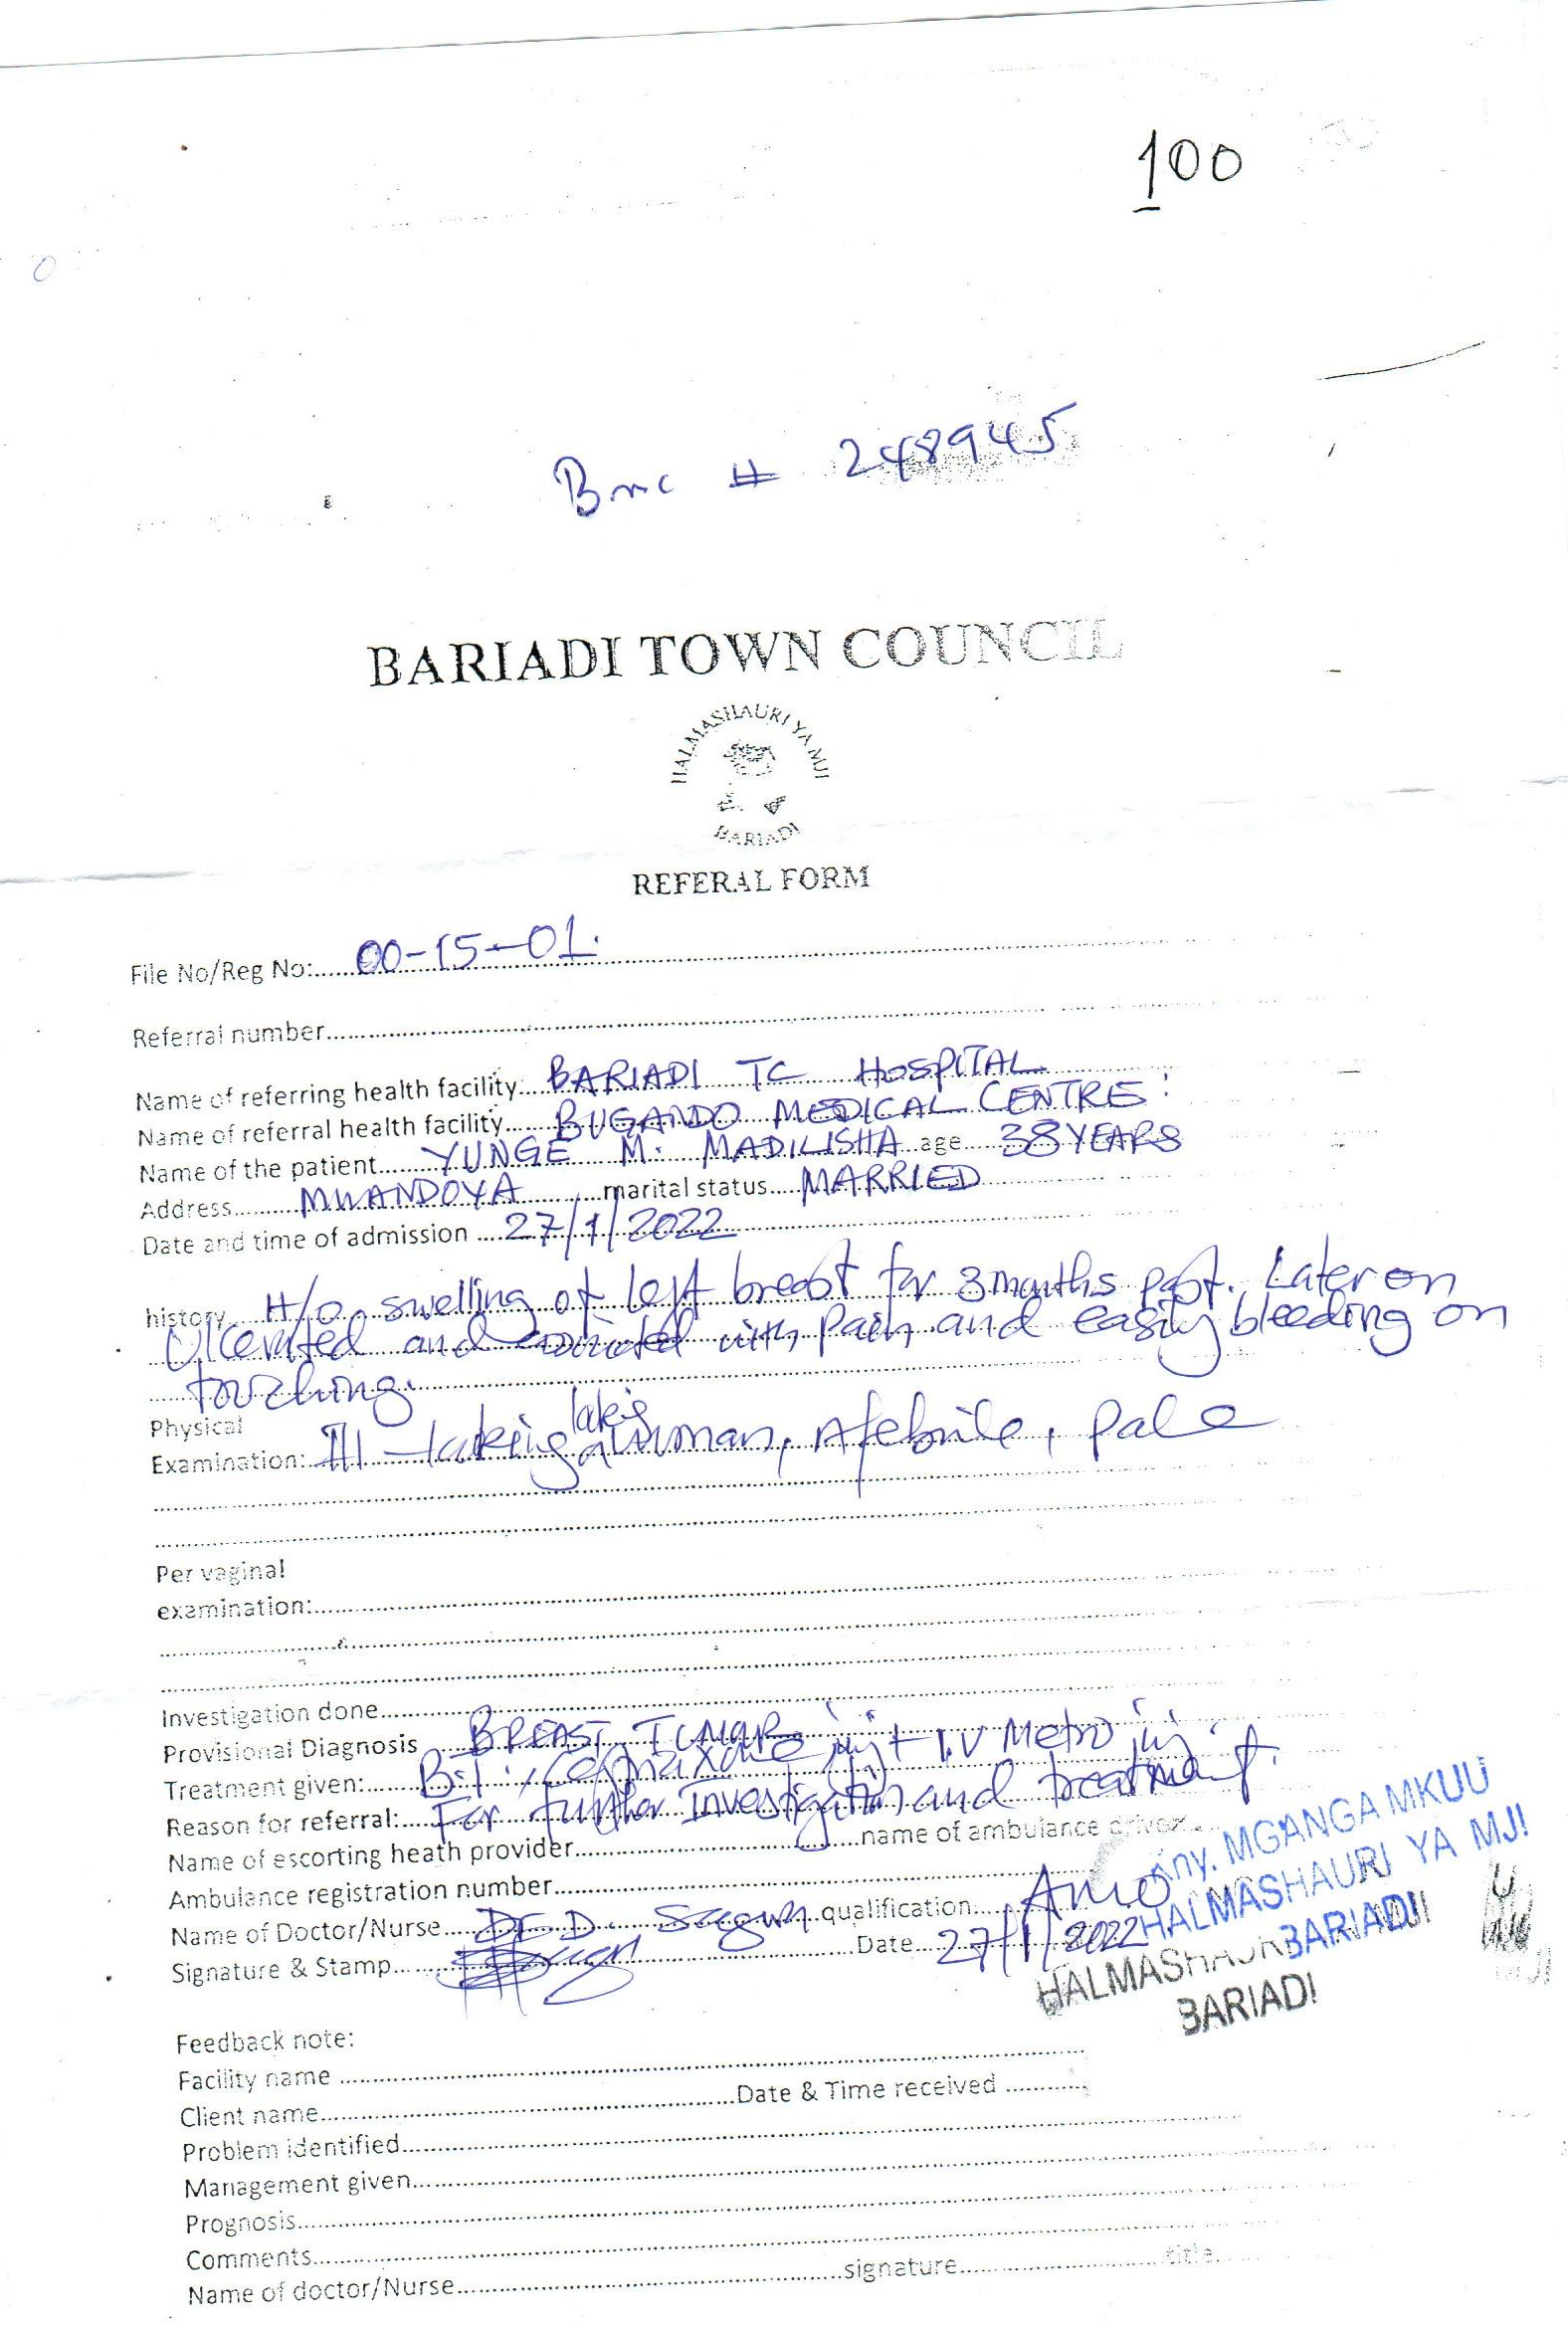 100
Bmc # 248945
BARIADI TOWN COUNCIL
HALMASHAURI YA MJI
BARIADI
REFERAL FORM
File No/Reg No:......00-15-01.
Referral number......
Name of referring health facility:...BARIADI TC HOSPITAL
Name of referral health facility......BUGANDO MEDICAL CENTRE:
Name of the patient......YUNGE M. MADILISHA age...38 YEARS
Address......MWANDOYA......marital status.....MARRIED
Date and time of admission ....27/1/2022
history....H/o swelling of left breast for 3 months past. Later on
Ulcerated and with pain and easily bleeding on
touching.
Physical
Examination: Ill - woman, Afebrile, pale
Per vaginal
examination:......
Investigation done......
Provisional Diagnosis ....BREAST TUMOR
Treatment given:......inj + I.V Metro inj
Reason for referral:......For further Investigation and treatment.
Name of escorting heath provider......name of ambulance driver....
Ambulance registration number......
Name of Doctor/Nurse....Dr. D. qualification.....AMO
Signature & Stamp......Date....27/1/2022
Kny. MGANGA MKUU
HALMASHAURI YA MJI
BARIADI
HALMASHAURI YA MJI
BARIADI
Feedback note:
Facility name ......
Client name......Date & Time received ......
Problem identified......
Management given......
Prognosis......
Comments......
Name of doctor/Nurse......signature......title....